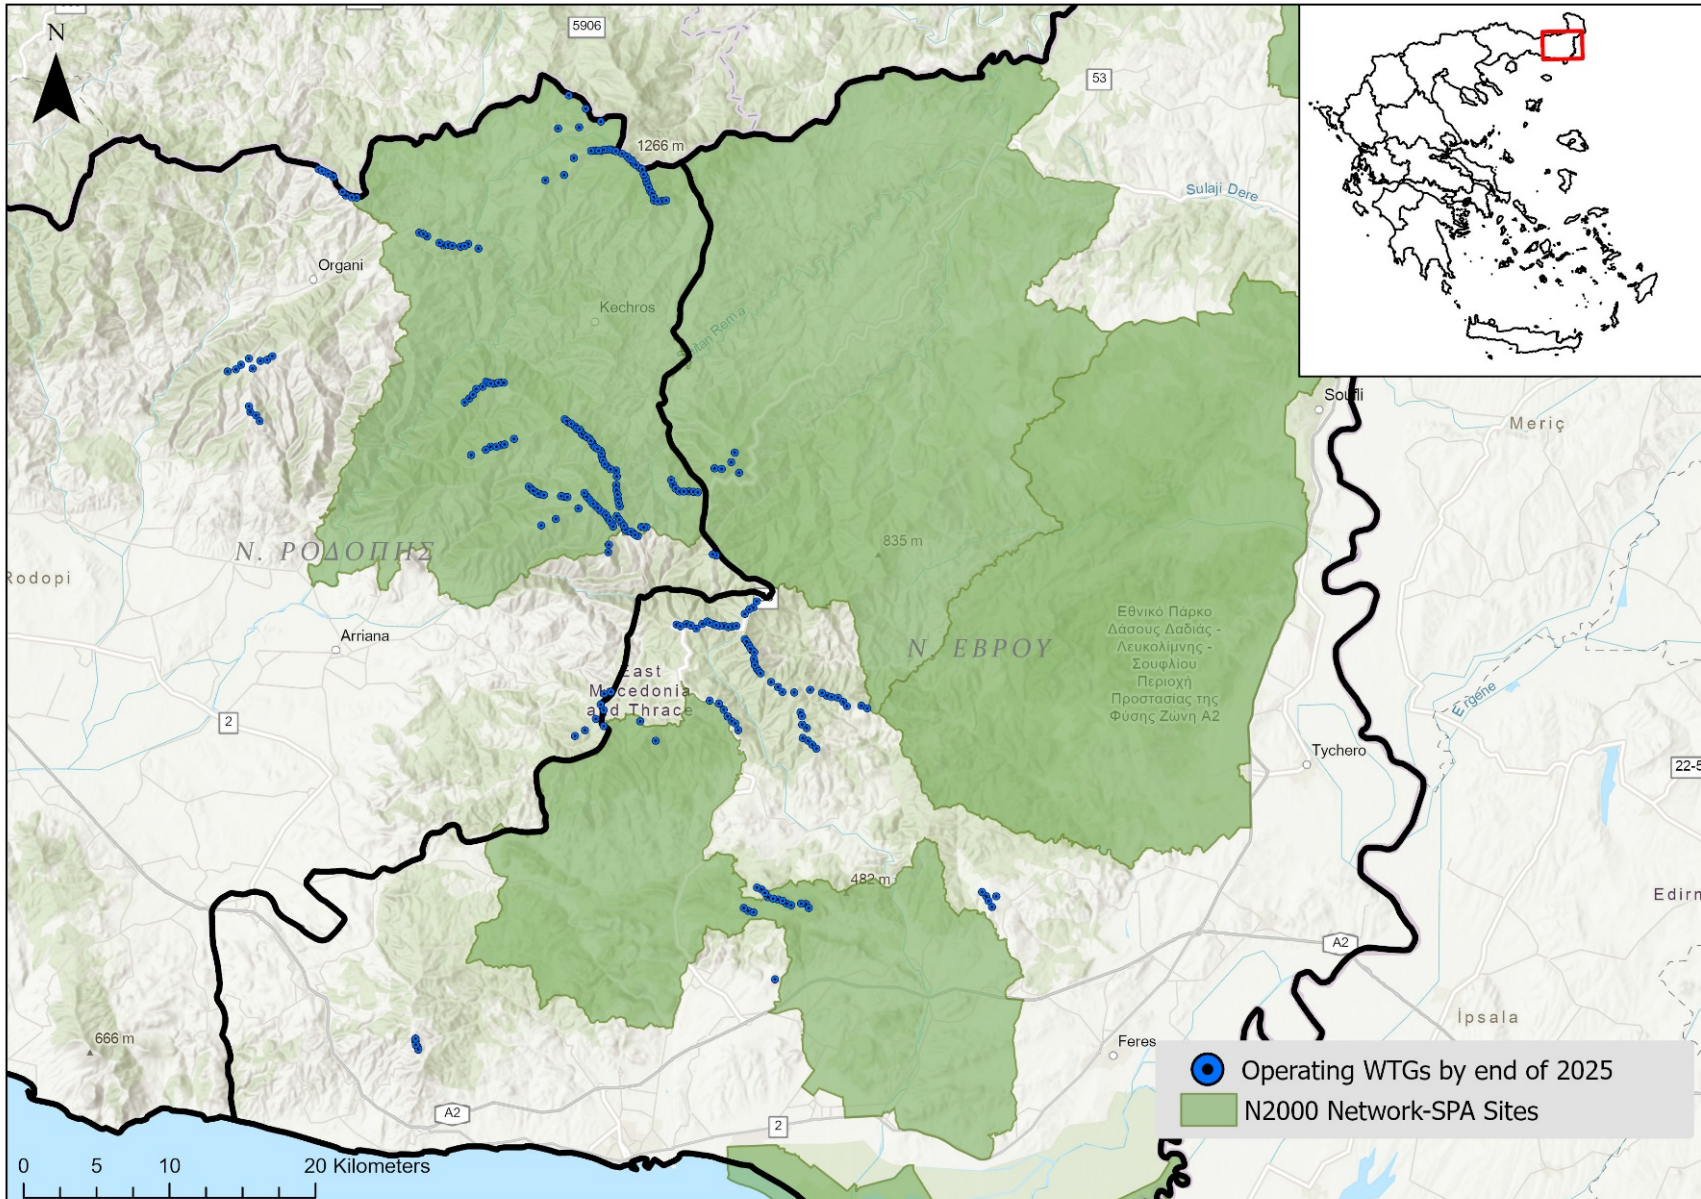 N
5906
53
1266 m
Sulaji Dere
Organi
Kechros
Soufli
Meriç
N. ΡΟΔΟΠΗΣ
835 m
Rodopi
Εθνικό Πάρκο
Δάσους Δαδιάς -
Λευκολίμνης -
Σουφλίου
Περιοχή
Προστασίας της
Φύσης Ζώνη Α2
Arriana
N. ΕΒΡΟΥ
East
Macedonia
and Thrace
Ergene
2
Tychero
22-5
482 m
Edirn
A2
İpsala
666 m
Feres
Operating WTGs by end of 2025
N2000 Network-SPA Sites
A2
2
0 5 10 20 Kilometers